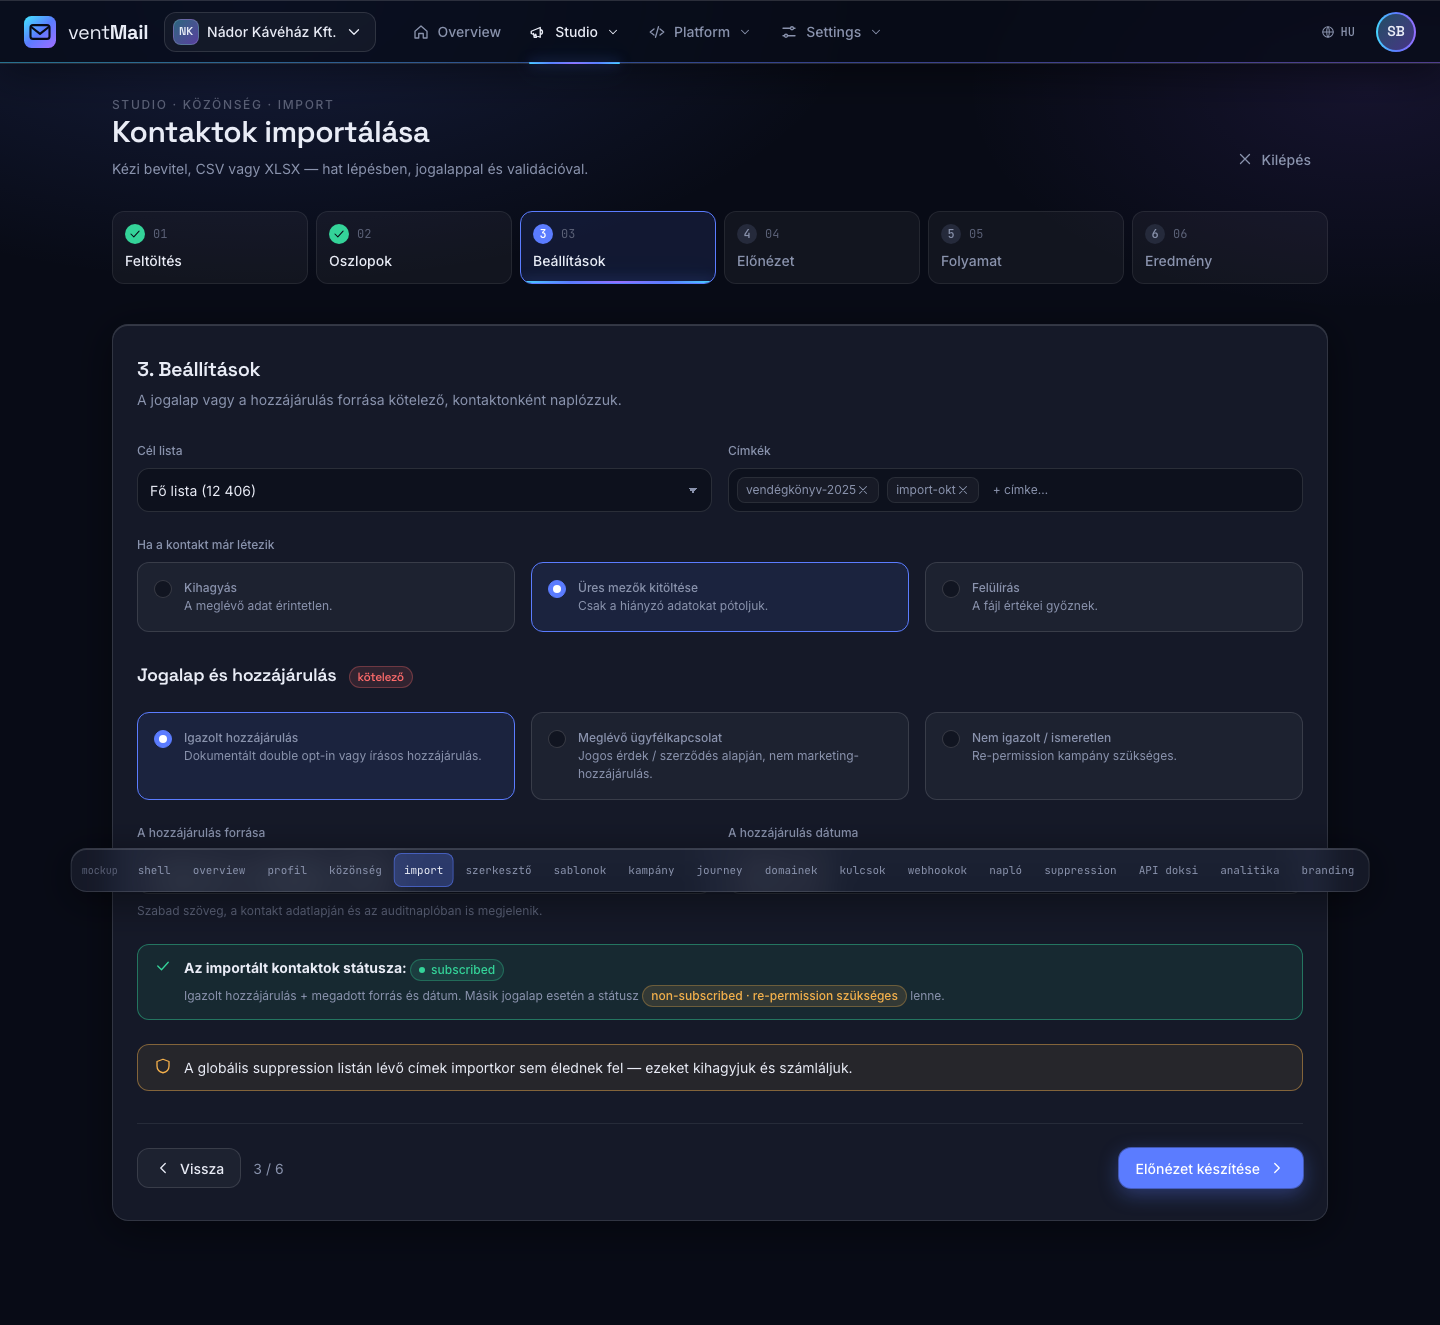 ventMail
NK Nádor Kávéház Kft.
Overview
Studio
Platform
Settings
HU
SB
STUDIO · KÖZÖNSÉG · IMPORT
Kontaktok importálása
Kézi bevitel, CSV vagy XLSX — hat lépésben, jogalappal és validációval.
Kilépés
01
Feltöltés
02
Oszlopok
3 03
Beállítások
4 04
Előnézet
5 05
Folyamat
6 06
Eredmény
3. Beállítások
A jogalap vagy a hozzájárulás forrása kötelező, kontaktonként naplózzuk.
Cél lista
Fő lista (12 406)
Címkék
vendégkönyv-2025 import-okt + címke...
Ha a kontakt már létezik
Kihagyás
A meglévő adat érintetlen.
Üres mezők kitöltése
Csak a hiányzó adatokat pótoljuk.
Felülírás
A fájl értékei győznek.
Jogalap és hozzájárulás kötelező
Igazolt hozzájárulás
Dokumentált double opt-in vagy írásos hozzájárulás.
Meglévő ügyfélkapcsolat
Jogos érdek / szerződés alapján, nem marketing-
hozzájárulás.
Nem igazolt / ismeretlen
Re-permission kampány szükséges.
A hozzájárulás forrása
A hozzájárulás dátuma
mockup shell overview profil közönség import szerkesztő sablonok kampány journey domainek kulcsok webhookok napló suppression API doksi analitika branding
Szabad szöveg, a kontakt adatlapján és az auditnaplóban is megjelenik.
Az importált kontaktok státusza: subscribed
Igazolt hozzájárulás + megadott forrás és dátum. Másik jogalap esetén a státusz non-subscribed · re-permission szükséges lenne.
A globális suppression listán lévő címek importkor sem élednek fel — ezeket kihagyjuk és számláljuk.
Vissza
3 / 6
Előnézet készítése